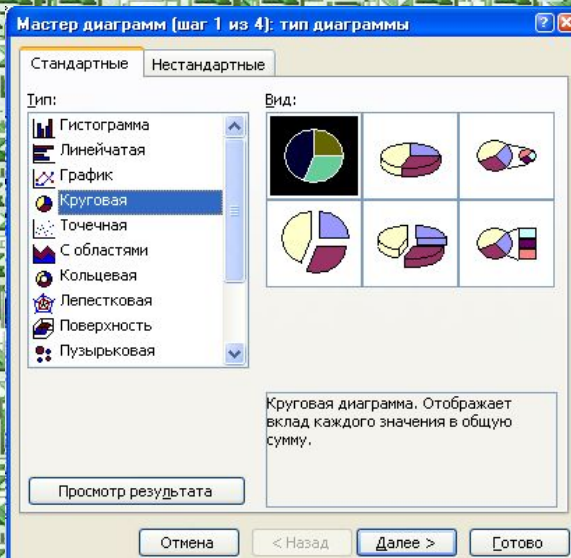 Мастер диаграмм (шаг 1 из 4): тип диаграммы
Стандартные
Нестандартные
Тип:
Вид:
Гистограмма
Линейчатая
График
Круговая
Точечная
С областями
Кольцевая
Лепестковая
Поверхность
Пузырьковая
Круговая диаграмма. Отображает
вклад каждого значения в общую
сумму.
Просмотр результата
Отмена
< Назад
Далее >
Готово